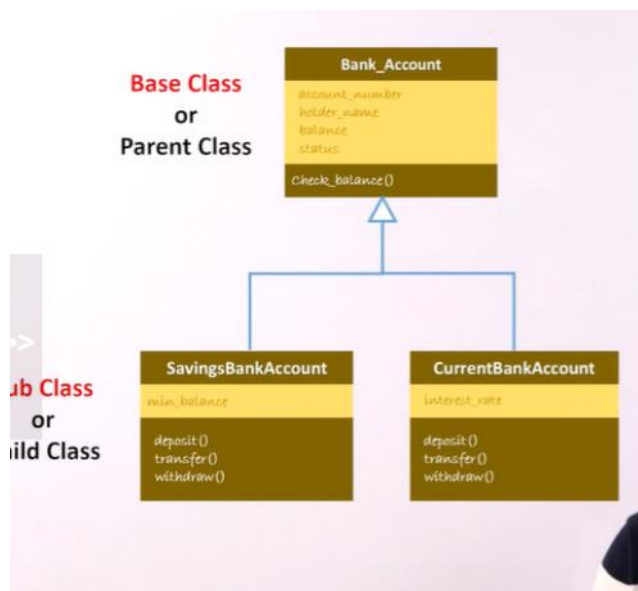 Bank_Account
account_number
holder_name
balance
status
Check_balance()
Base Class
or
Parent Class
>>
SavingsBankAccount
min_balance
deposit()
transfer()
withdraw()
CurrentBankAccount
interest_rate
deposit()
transfer()
withdraw()
ub Class
or
ild Class